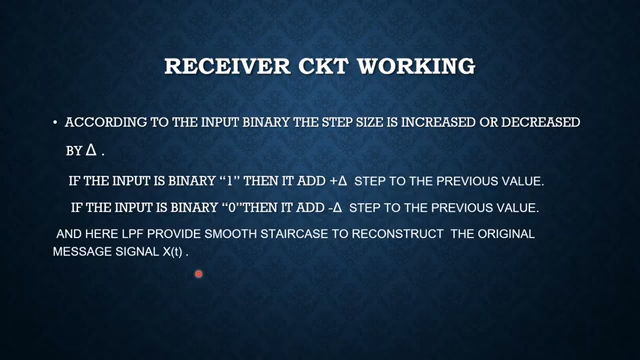 RECEIVER CKT WORKING
• ACCORDING TO THE INPUT BINARY THE STEP SIZE IS INCREASED OR DECREASED
BY Δ .
IF THE INPUT IS BINARY “1” THEN IT ADD +Δ STEP TO THE PREVIOUS VALUE.
IF THE INPUT IS BINARY “0”THEN IT ADD -Δ STEP TO THE PREVIOUS VALUE.
AND HERE LPF PROVIDE SMOOTH STAIRCASE TO RECONSTRUCT THE ORIGINAL
MESSAGE SIGNAL X(t) .